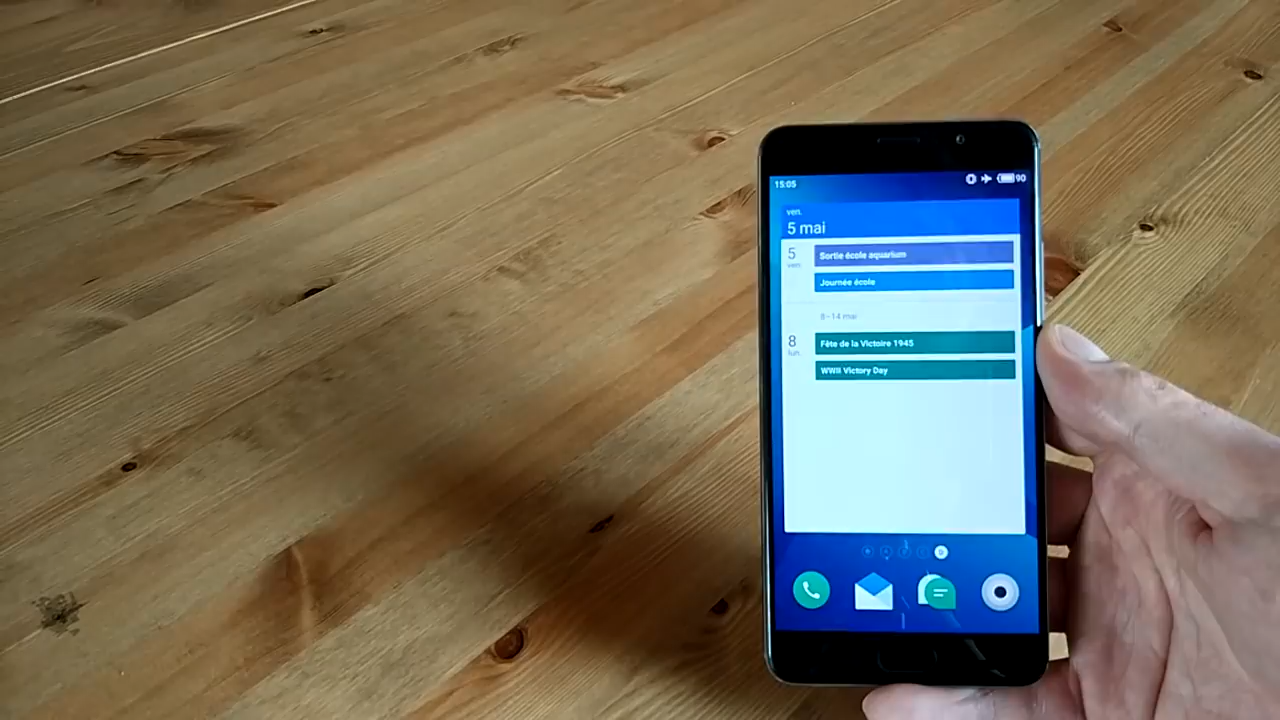 15:05
90
ven.
5 mai
5
ven.
Sortie école aquarium
Journée école
8–14 mai
8
lun.
Fête de la Victoire 1945
WWII Victory Day